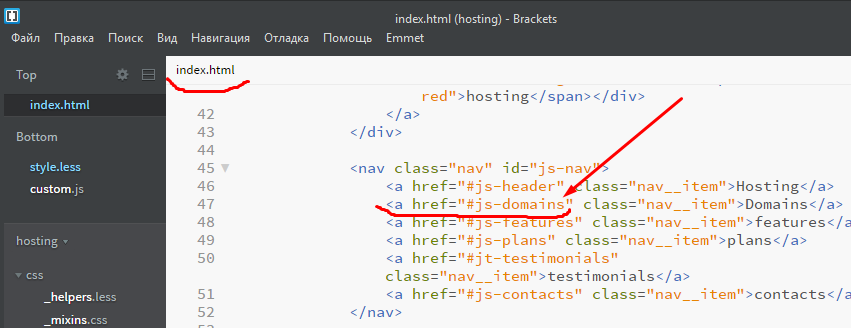 index.html (hosting) - Brackets
Файл Правка Поиск Вид Навигация Отладка Помощь Emmet
Top
index.html
Bottom
style.less
custom.js
hosting
css
_helpers.less
_mixins.css
index.html
red">hosting</span></div>
42 </a>
43 </div>
44
45 <nav class="nav" id="js-nav">
46 <a href="#js-header" class="nav__item">Hosting</a>
47 <a href="#js-domains" class="nav__item">Domains</a>
48 <a href="#js-features" class="nav__item">features</a>
49 <a href="#js-plans" class="nav__item">plans</a>
50 <a href="#jt-testimonials"
class="nav__item">testimonials</a>
51 <a href="#js-contacts" class="nav__item">contacts</a>
52 </nav>